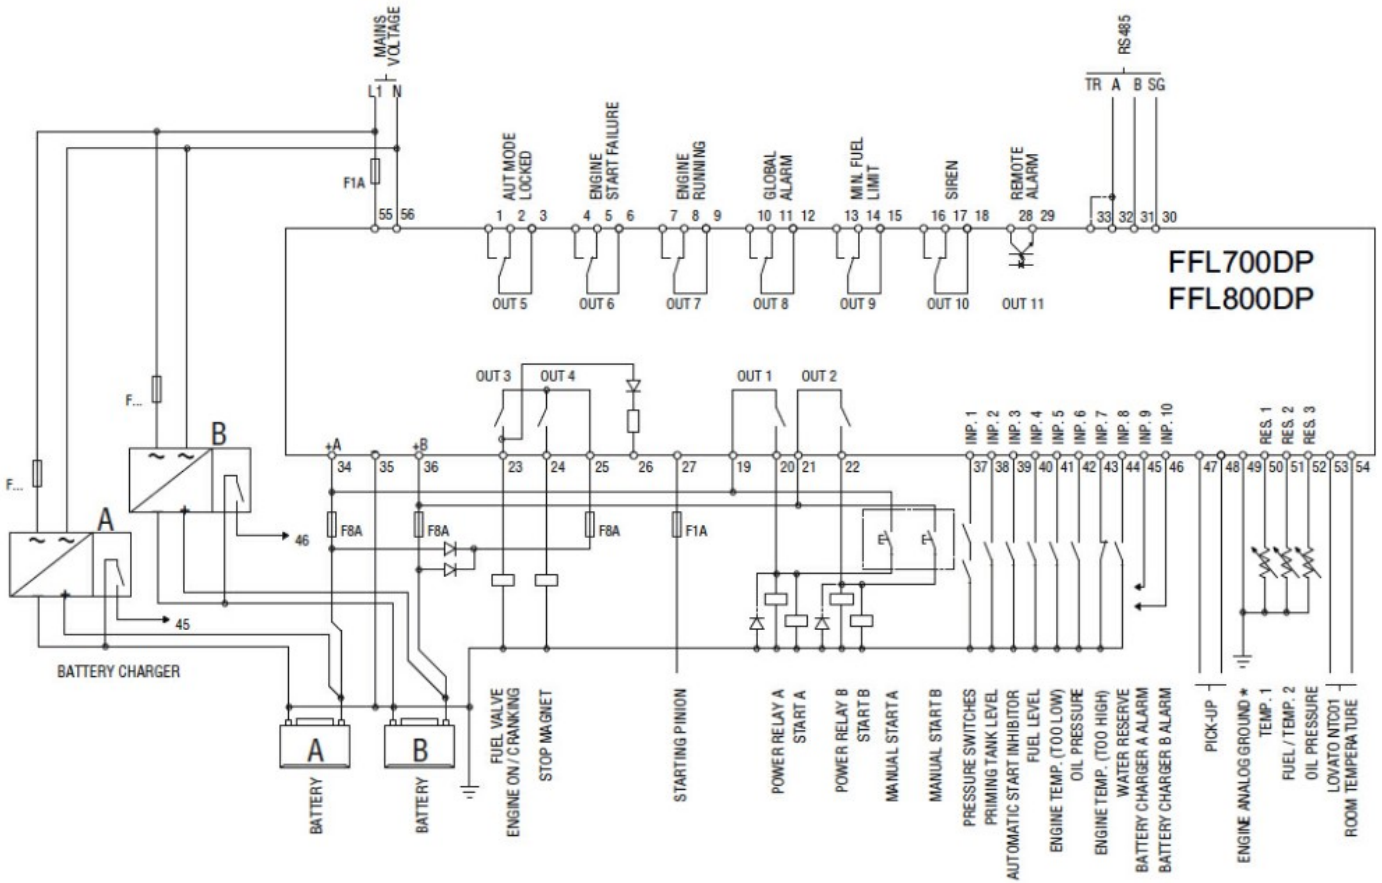 MAINS
VOLTAGE
L1 N
RS485
TR A B SG
F1A
55 56
AUT MODE
LOCKED
ENGINE
START FAILURE
ENGINE
RUNNING
GLOBAL
ALARM
MIN. FUEL
LIMIT
SIREN
REMOTE
ALARM
1 2 3
4 5 6
7 8 9
10 11 12
13 14 15
16 17 18
28 29
33 32 31 30
OUT 5
OUT 6
OUT 7
OUT 8
OUT 9
OUT 10
OUT 11
FFL700DP
FFL800DP
OUT 3
OUT 4
OUT 1
OUT 2
INP. 1
INP. 2
INP. 3
INP. 4
INP. 5
INP. 6
INP. 7
INP. 8
INP. 9
INP. 10
RES. 1
RES. 2
RES. 3
+A
+B
34 35 36 23 24 25 26 27 19 20 21 22 37 38 39 40 41 42 43 44 45 46 47 48 49 50 51 52 53 54
F...
B
~ ~
− +
46
F...
A
~ ~
− +
45
F8A
F8A
F8A
F1A
E
E
BATTERY CHARGER
A
B
BATTERY
BATTERY
FUEL VALVE
ENGINE ON / CRANKING
STOP MAGNET
STARTING PINION
POWER RELAY A
START A
POWER RELAY B
START B
MANUAL START A
MANUAL START B
PRESSURE SWITCHES
PRIMING TANK LEVEL
AUTOMATIC START INHIBITOR
FUEL LEVEL
ENGINE TEMP. (TOO LOW)
OIL PRESSURE
ENGINE TEMP. (TOO HIGH)
WATER RESERVE
BATTERY CHARGER A ALARM
BATTERY CHARGER B ALARM
PICK-UP
ENGINE ANALOG GROUND *
TEMP. 1
FUEL / TEMP. 2
OIL PRESSURE
LOVATO NTC01
ROOM TEMPERATURE